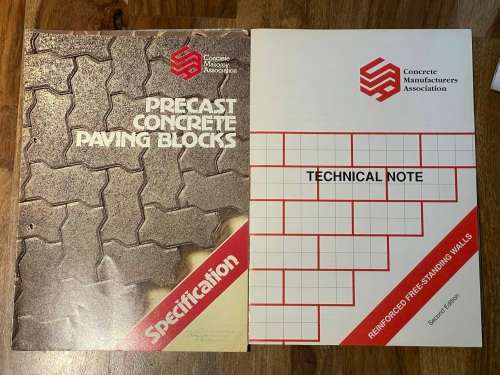 Concrete
Masonry
Association
PRECAST
CONCRETE
PAVING BLOCKS
Specification
Concrete
Manufacturers
Association
TECHNICAL NOTE
REINFORCED FREE-STANDING WALLS
Second Edition